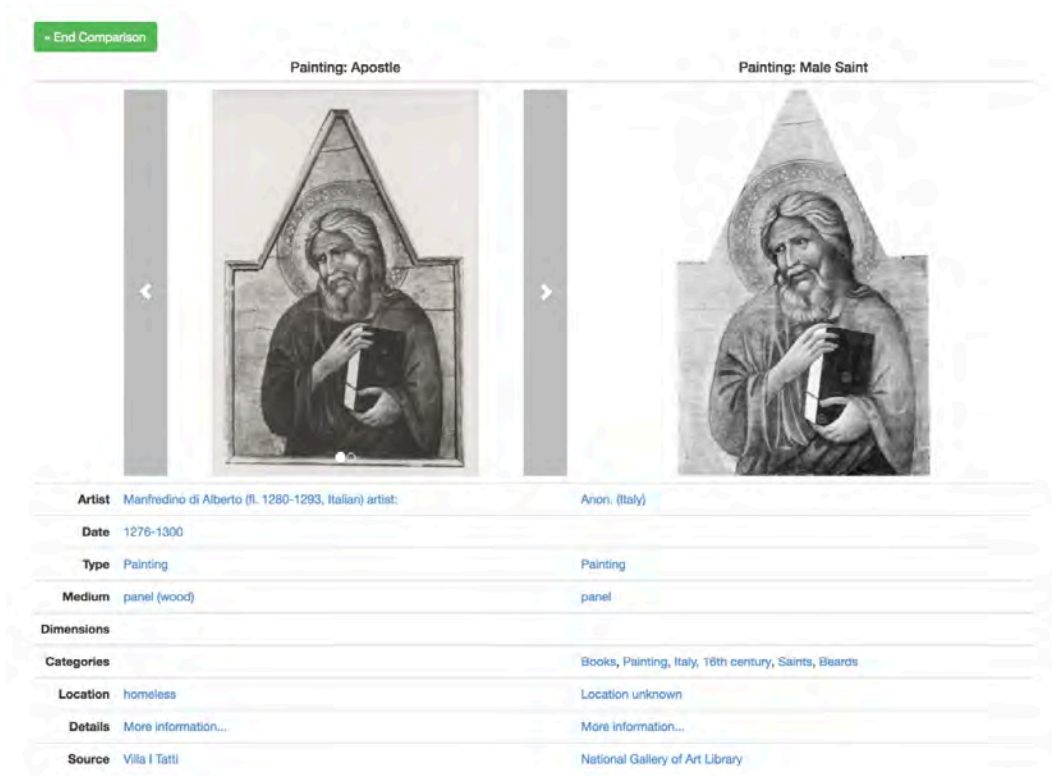 « End Comparison
Painting: Apostle Painting: Male Saint
Artist Manfredino di Alberto (fl. 1280-1293, Italian) artist: Anon. (Italy)
Date 1276-1300
Type Painting Painting
Medium panel (wood) panel
Dimensions
Categories Books, Painting, Italy, 16th century, Saints, Beards
Location homeless Location unknown
Details More information... More information...
Source Villa I Tatti National Gallery of Art Library